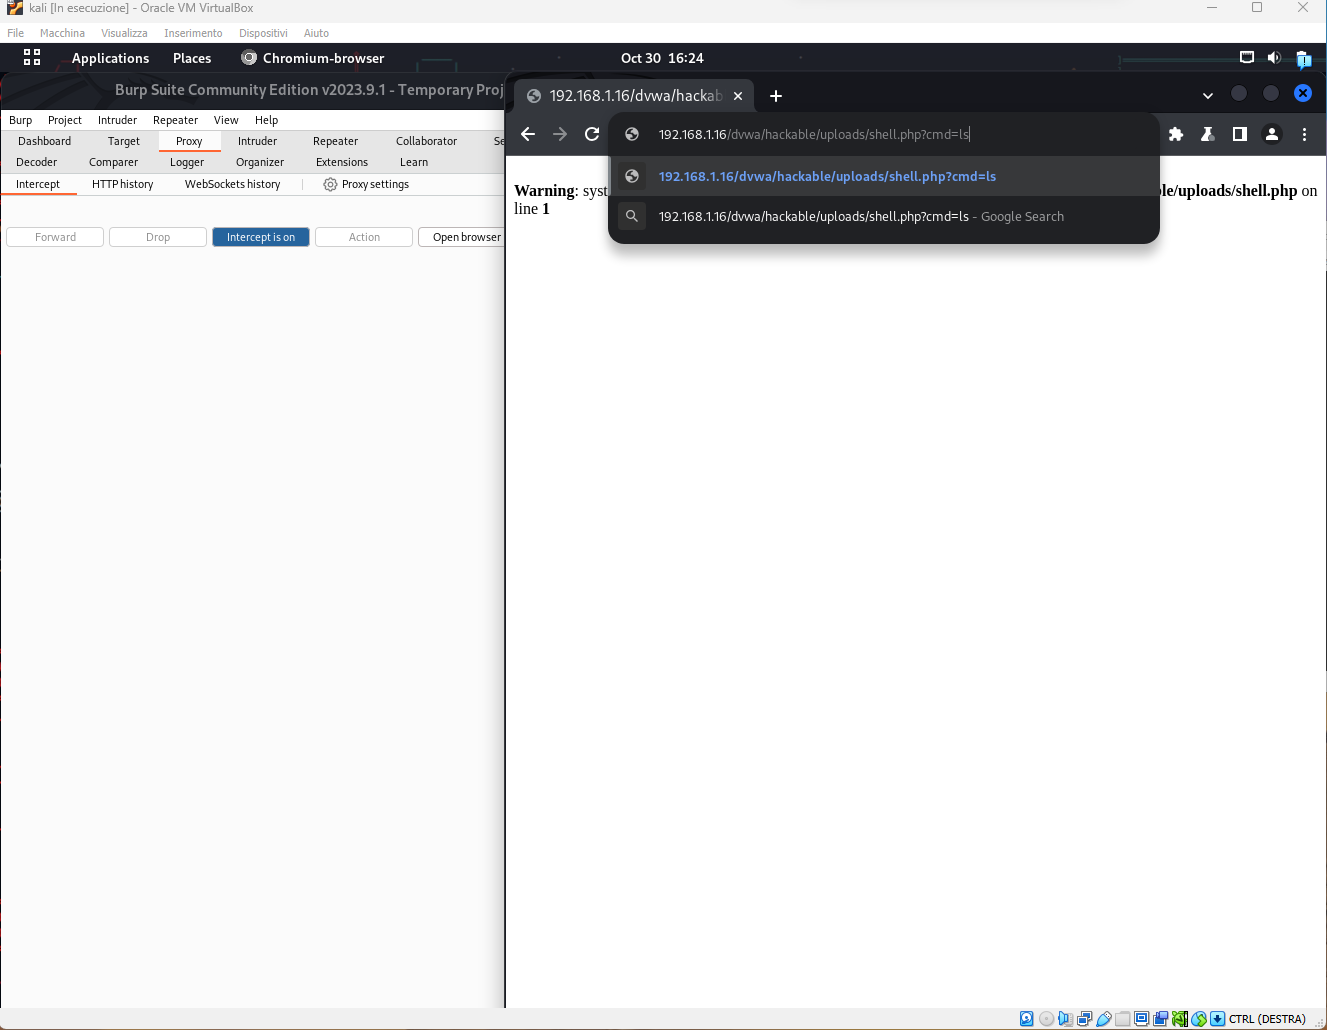 kali [In esecuzione] - Oracle VM VirtualBox
File Macchina Visualizza Inserimento Dispositivi Aiuto
Applications Places Chromium-browser Oct 30 16:24
Burp Suite Community Edition v2023.9.1 - Temporary Proj
Burp Project Intruder Repeater View Help
Dashboard Target Proxy Intruder Repeater Collaborator Se
Decoder Comparer Logger Organizer Extensions Learn
Intercept HTTP history WebSockets history Proxy settings
Forward Drop Intercept is on Action Open browser
192.168.1.16/dvwa/hackab
192.168.1.16/dvwa/hackable/uploads/shell.php?cmd=ls
192.168.1.16/dvwa/hackable/uploads/shell.php?cmd=ls
192.168.1.16/dvwa/hackable/uploads/shell.php?cmd=ls - Google Search
Warning: syst le/uploads/shell.php on
line 1
CTRL (DESTRA)